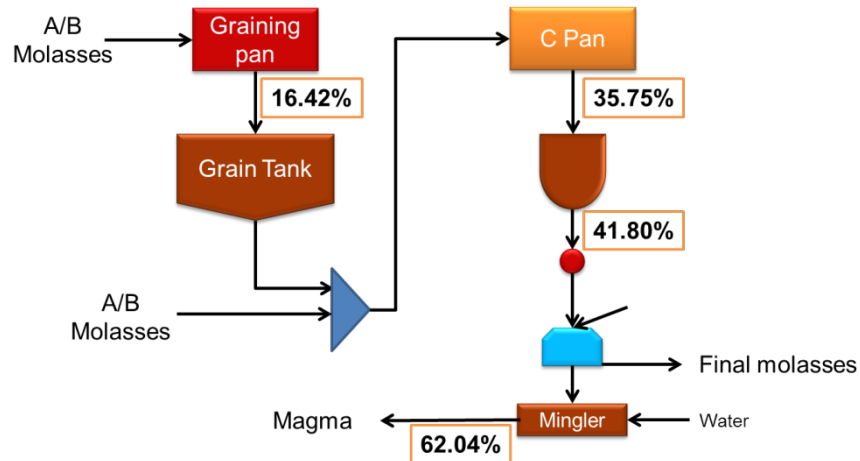 A/B
Molasses
Graining
pan
C Pan
16.42%
35.75%
Grain Tank
41.80%
A/B
Molasses
Final molasses
Magma
Mingler
Water
62.04%